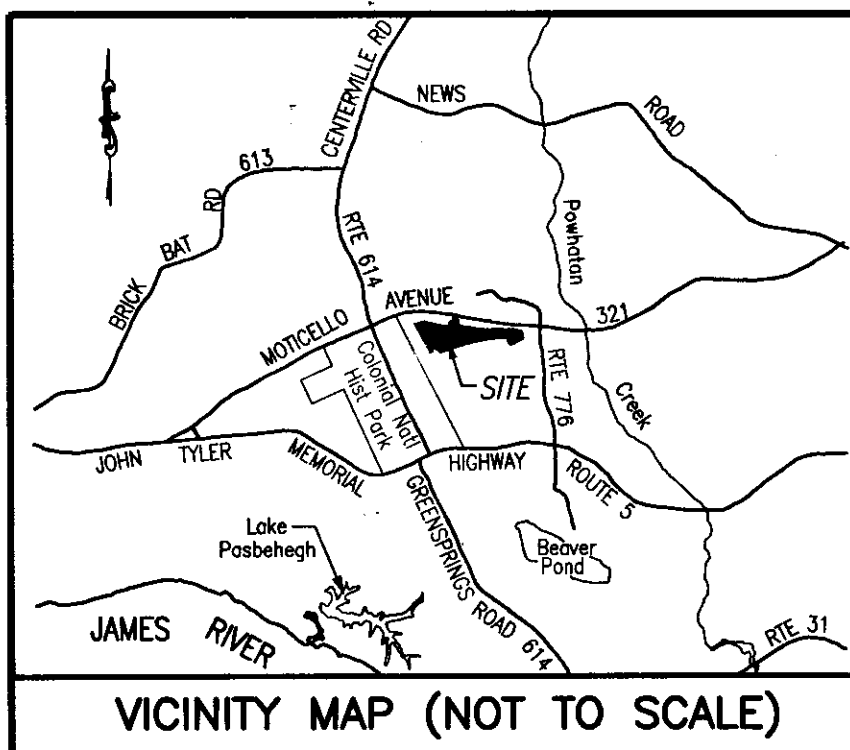 CENTERVILLE RD
NEWS ROAD
613
BRICK BAT RD
RTE 614
Powhatan Creek
MOTICELLO AVENUE
321
SITE
RTE 776
Colonial Natl
Hist Park
JOHN TYLER MEMORIAL HIGHWAY ROUTE 5
GREENSPRINGS ROAD 614
Lake
Pasbehegh
Beaver
Pond
JAMES RIVER
RTE 31
VICINITY MAP (NOT TO SCALE)